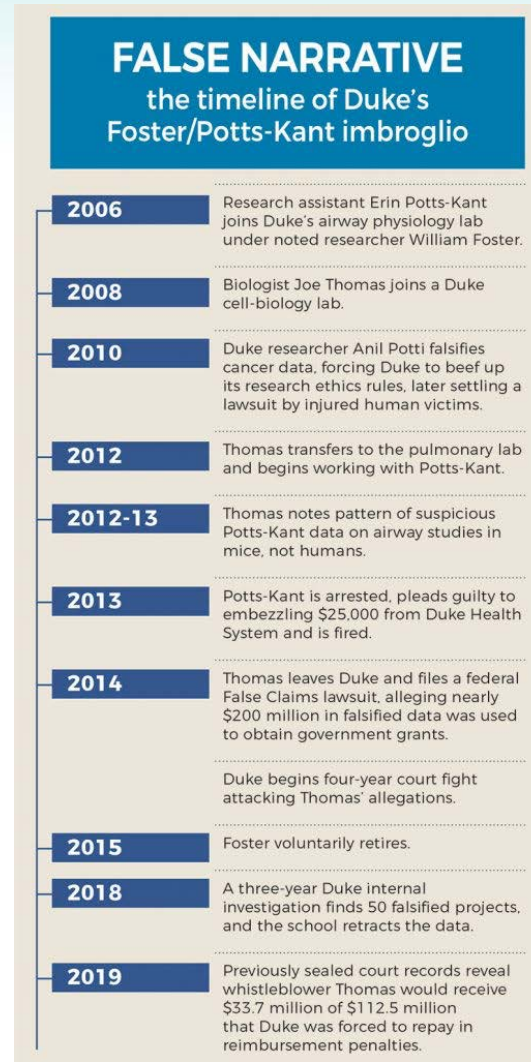 FALSE NARRATIVE
the timeline of Duke's
Foster/Potts-Kant imbroglio
2006
Research assistant Erin Potts-Kant
joins Duke's airway physiology lab
under noted researcher William Foster.
2008
Biologist Joe Thomas joins a Duke
cell-biology lab.
2010
Duke researcher Anil Potti falsifies
cancer data, forcing Duke to beef up
its research ethics rules, later settling a
lawsuit by injured human victims.
2012
Thomas transfers to the pulmonary lab
and begins working with Potts-Kant.
2012-13
Thomas notes pattern of suspicious
Potts-Kant data on airway studies in
mice, not humans.
2013
Potts-Kant is arrested, pleads guilty to
embezzling $25,000 from Duke Health
System and is fired.
2014
Thomas leaves Duke and files a federal
False Claims lawsuit, alleging nearly
$200 million in falsified data was used
to obtain government grants.
Duke begins four-year court fight
attacking Thomas' allegations.
2015
Foster voluntarily retires.
2018
A three-year Duke internal
investigation finds 50 falsified projects,
and the school retracts the data.
2019
Previously sealed court records reveal
whistleblower Thomas would receive
$33.7 million of $112.5 million
that Duke was forced to repay in
reimbursement penalties.